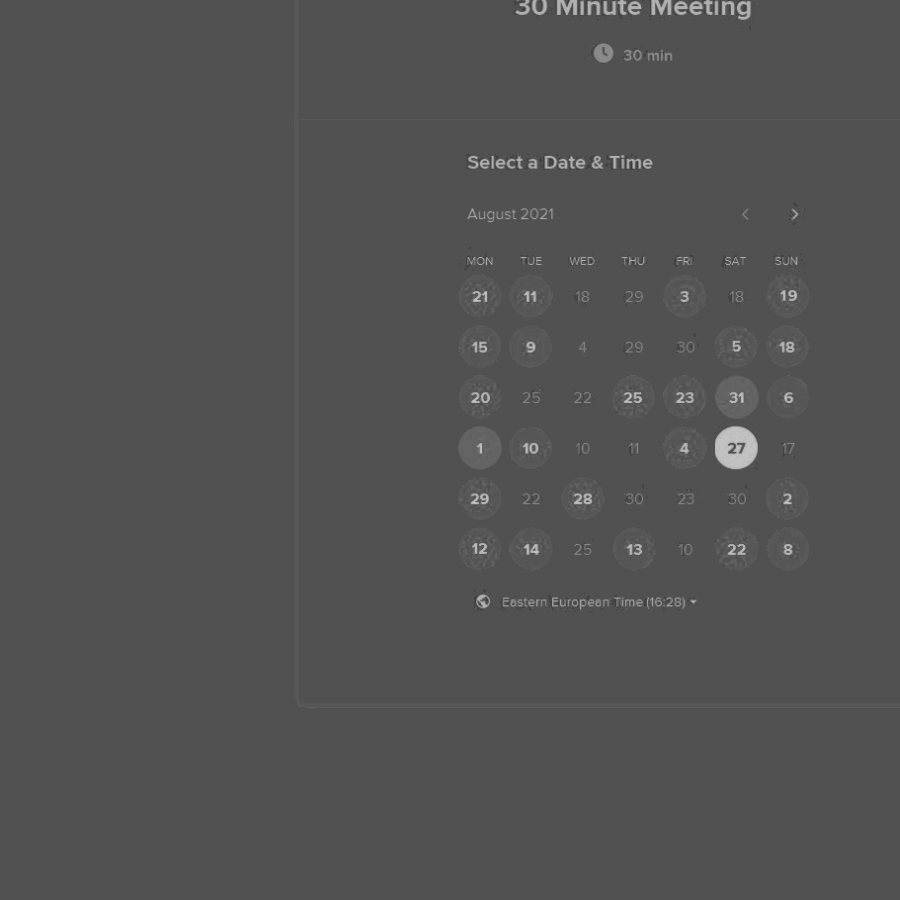 30 Minute Meeting
30 min
Select a Date & Time
August 2021
MON TUE WED THU FRI SAT SUN
21 11 18 29 3 18 19
15 9 4 29 30 5 18
20 25 22 25 23 31 6
1 10 10 11 4 27 17
29 22 28 30 23 30 2
12 14 25 13 10 22 8
Eastern European Time (16:28)